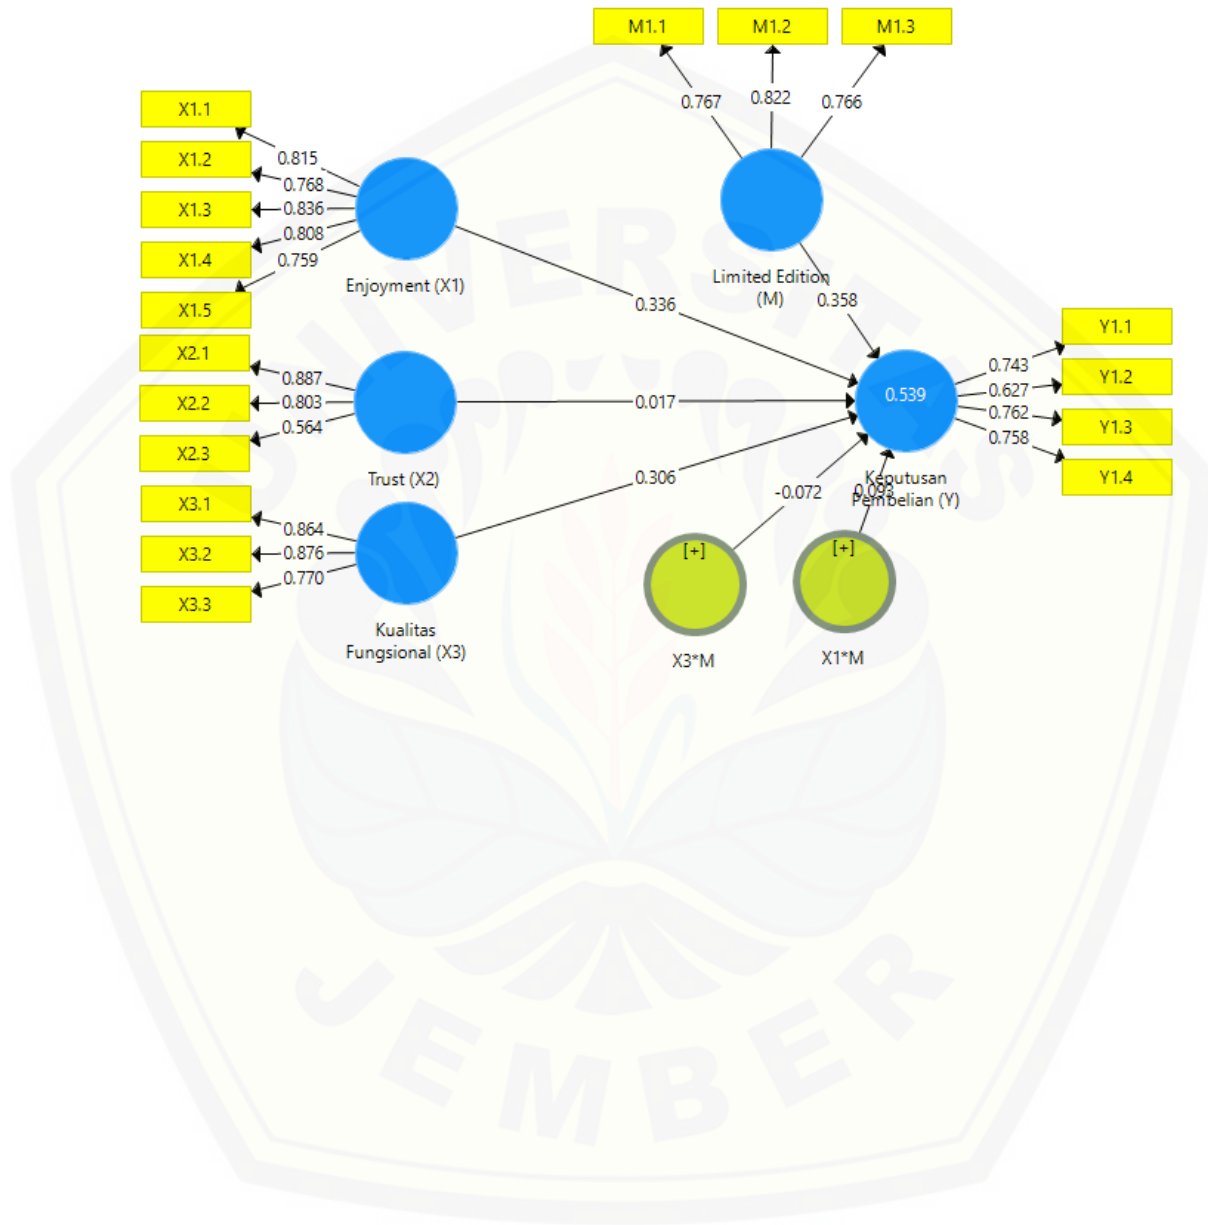 M1.1
M1.2
M1.3
0.767
0.822
0.766
X1.1
X1.2
X1.3
X1.4
X1.5
0.815
0.768
0.836
0.808
0.759
Enjoyment (X1)
Limited Edition
(M)
0.336
0.358
X2.1
X2.2
X2.3
0.887
0.803
0.564
Trust (X2)
0.017
0.539
Keputusan
Pembelian (Y)
0.743
0.627
0.762
0.758
Y1.1
Y1.2
Y1.3
Y1.4
X3.1
X3.2
X3.3
0.864
0.876
0.770
Kualitas
Fungsional (X3)
0.306
-0.072
0.093
[+]
X3*M
[+]
X1*M
UNIVERSITAS
JEMBER